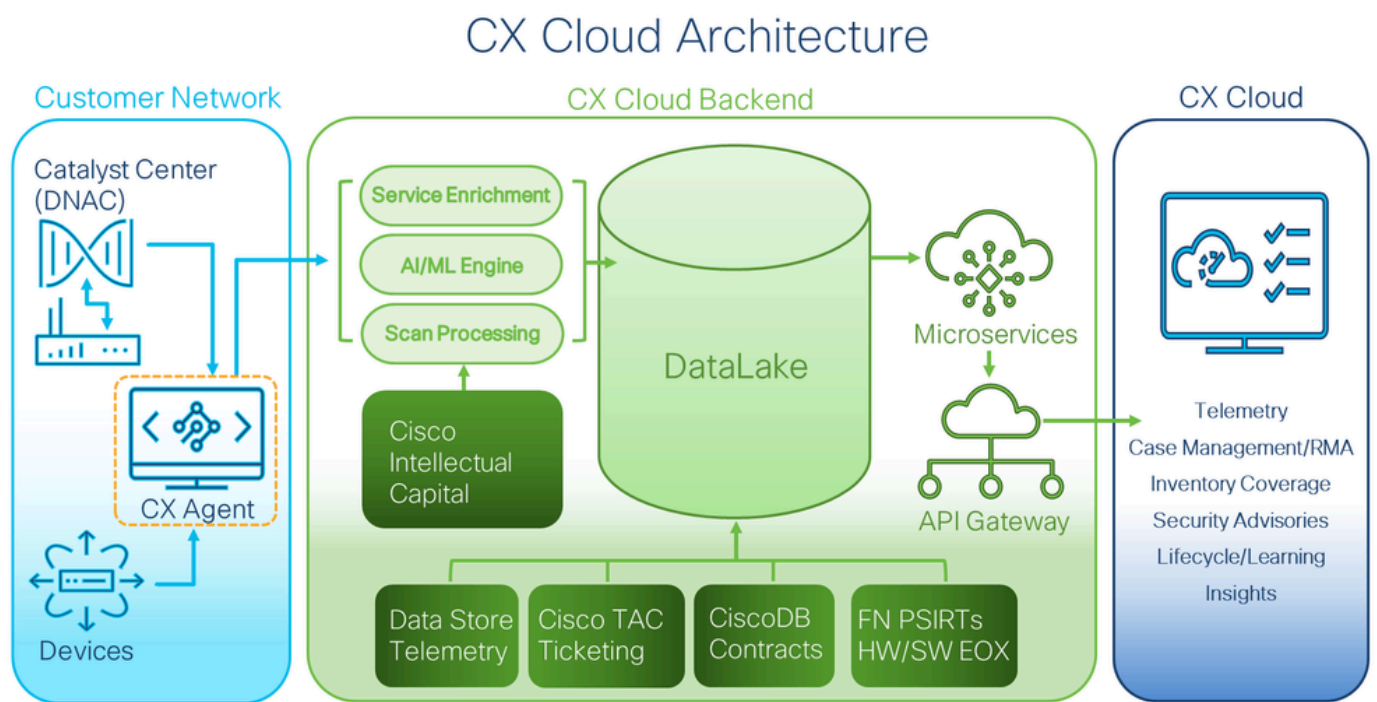 CX Cloud Architecture
Customer Network
Catalyst Center
(DNAC)
CX Agent
Devices
CX Cloud Backend
Service Enrichment
AI/ML Engine
Scan Processing
Cisco
Intellectual
Capital
DataLake
Microservices
API Gateway
Data Store
Telemetry
Cisco TAC
Ticketing
CiscoDB
Contracts
FN PSIRTs
HW/SW EOX
CX Cloud
Telemetry
Case Management/RMA
Inventory Coverage
Security Advisories
Lifecycle/Learning
Insights